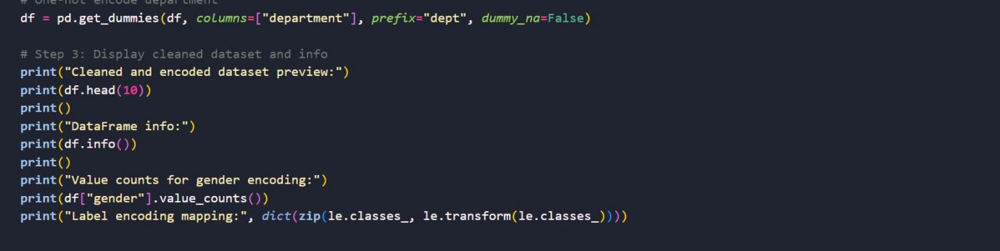 # One-hot encode department
df = pd.get_dummies(df, columns=["department"], prefix="dept", dummy_na=False)
# Step 3: Display cleaned dataset and info
print("Cleaned and encoded dataset preview:")
print(df.head(10))
print()
print("DataFrame info:")
print(df.info())
print()
print("Value counts for gender encoding:")
print(df["gender"].value_counts())
print("Label encoding mapping:", dict(zip(le.classes_, le.transform(le.classes_))))